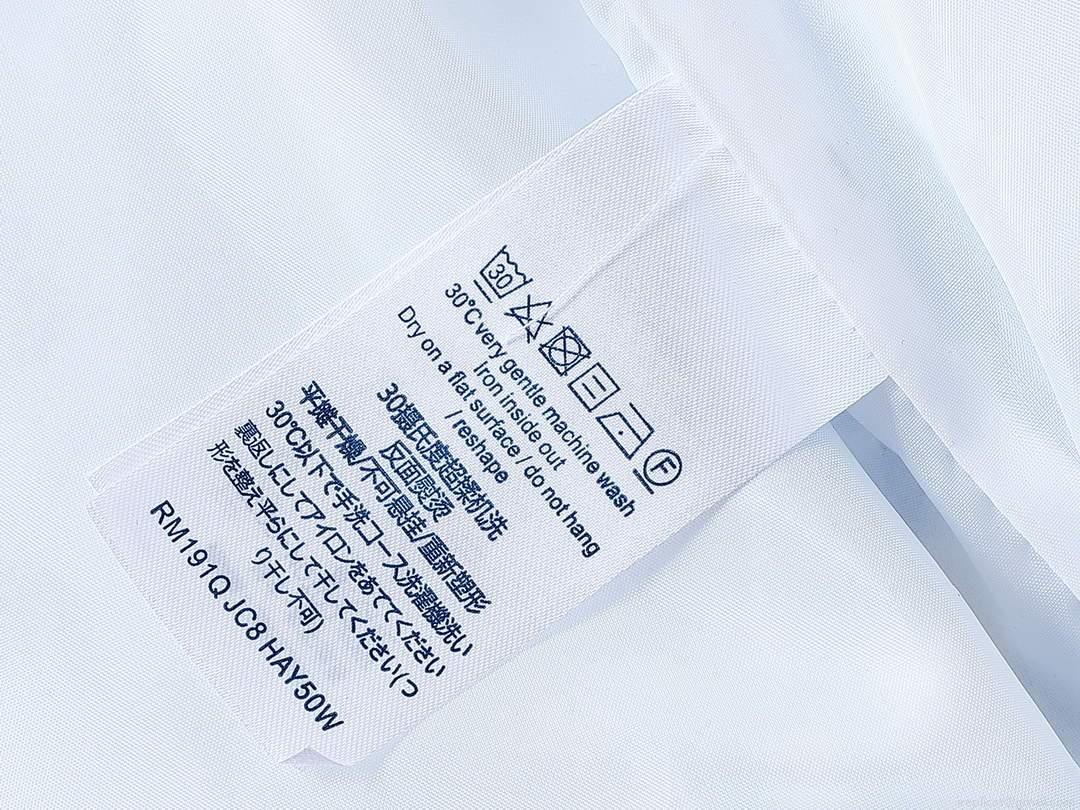 30
F
30℃very gentle machine wash
iron inside out
Dry on a flat surface / do not hang
/ reshape
30摄氏度超揉机洗
反面熨烫
平摊干燥/不可悬挂/重新塑形
30℃以下で手洗コース洗濯機洗い
裏返しにしてアイロンをあててください
形を整え平らにして干してください(つ
り干し不可)
RM191Q JC8 HAY50W